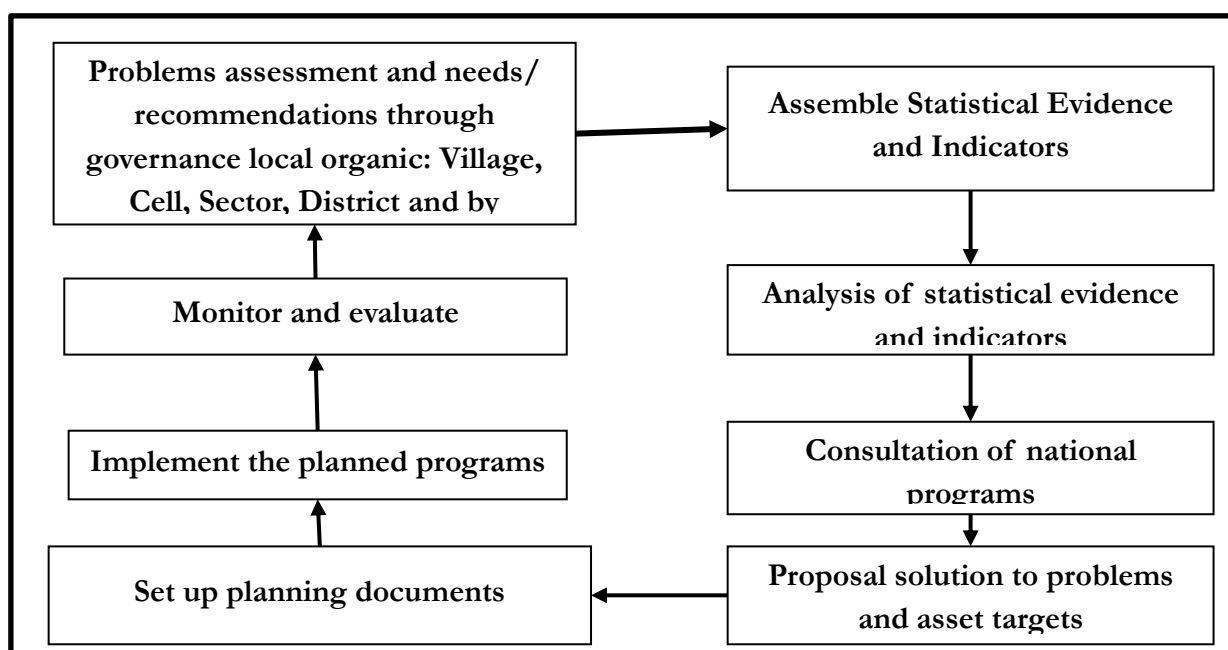 Problems assessment and needs/
recommendations through
governance local organic: Village,
Cell, Sector, District and by
Assemble Statistical Evidence
and Indicators
Analysis of statistical evidence
and indicators
Consultation of national
programs
Proposal solution to problems
and asset targets
Set up planning documents
Implement the planned programs
Monitor and evaluate